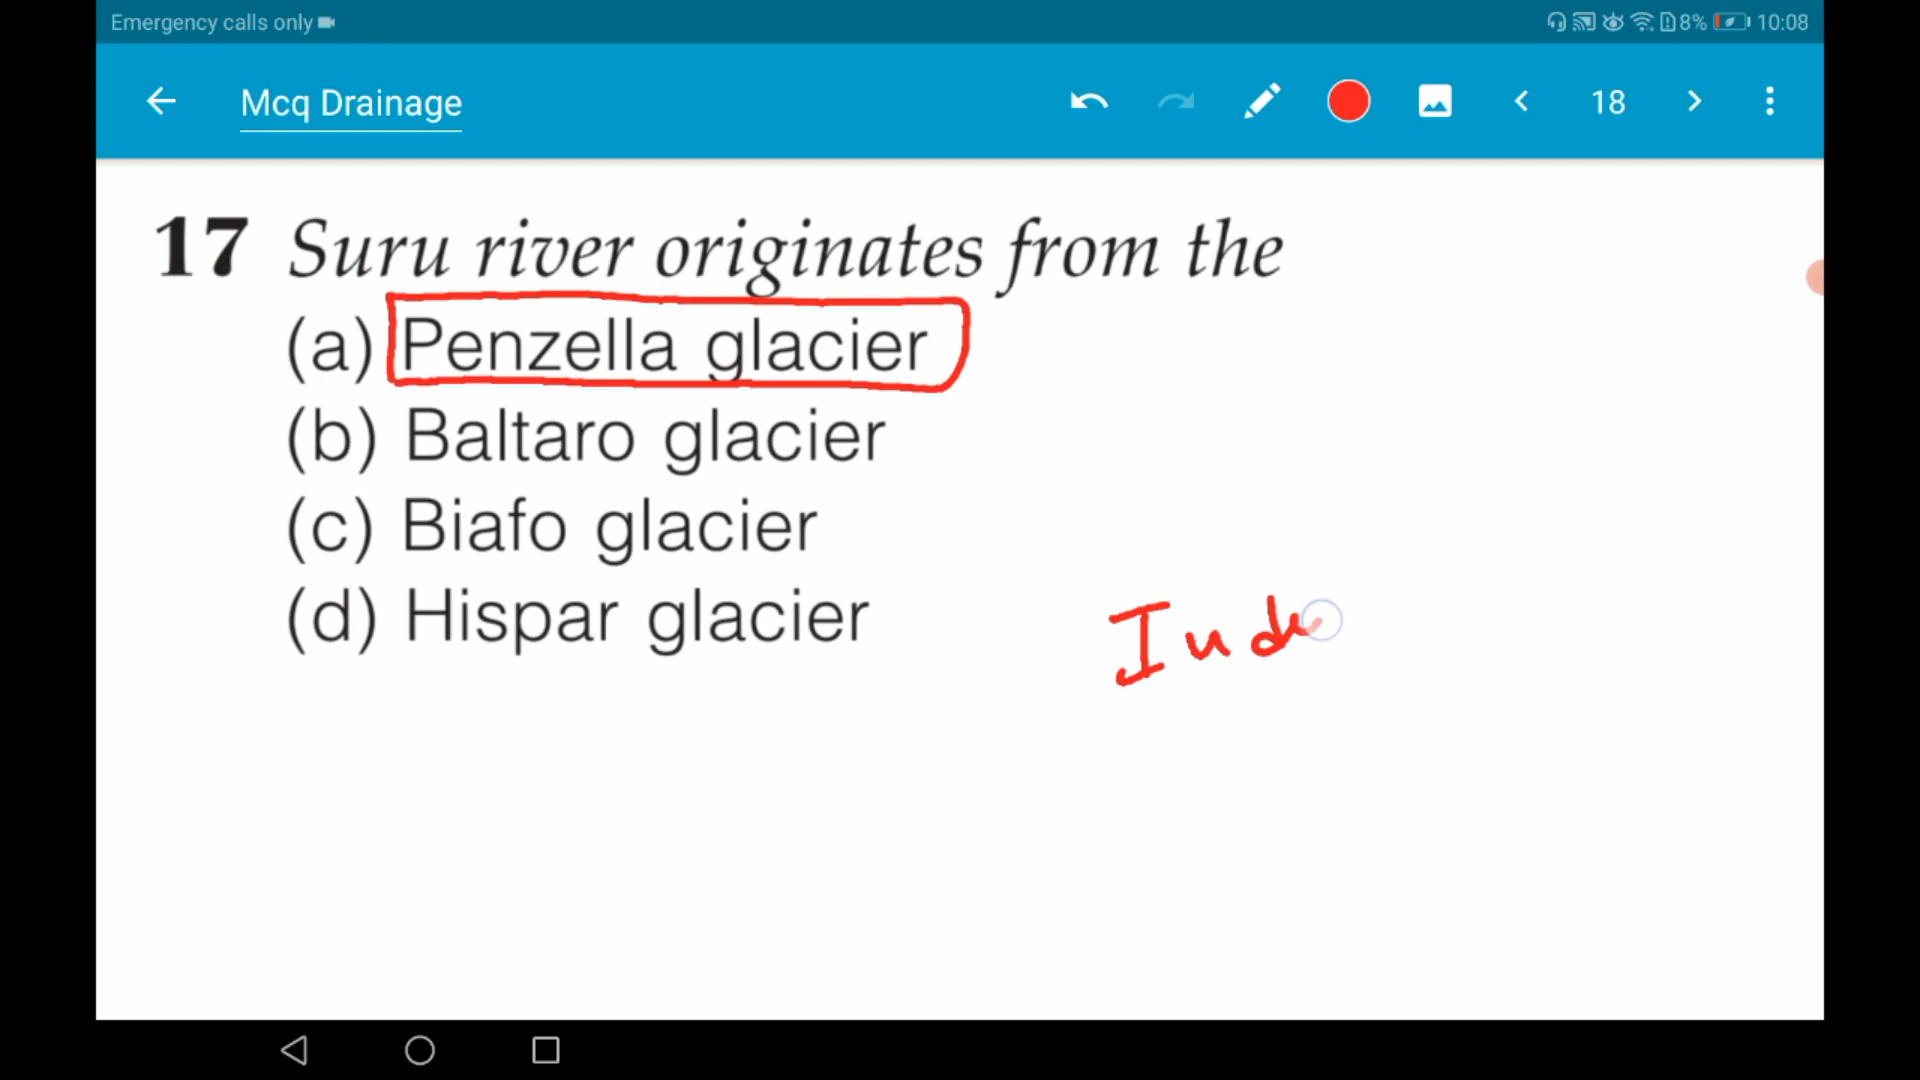 Emergency calls only 8% 10:08
Mcq Drainage 18
17 Suru river originates from the
(a) Penzella glacier
(b) Baltaro glacier
(c) Biafo glacier
(d) Hispar glacier
Indu